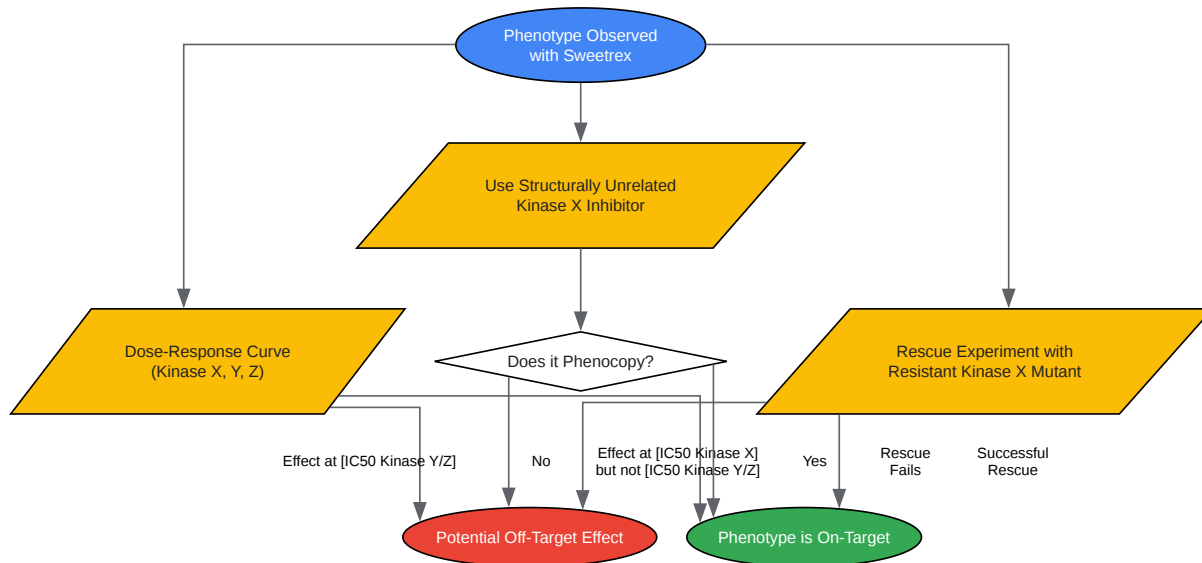 Phenotype Observed
with Sweetrex
Use Structurally Unrelated
Kinase X Inhibitor
Dose-Response Curve
(Kinase X, Y, Z)
Does it Phenocopy?
Rescue Experiment with
Resistant Kinase X Mutant
Effect at [IC50 Kinase Y/Z]
No
Effect at [IC50 Kinase X]
but not [IC50 Kinase Y/Z]
Yes
Rescue
Fails
Successful
Rescue
Potential Off-Target Effect
Phenotype is On-Target